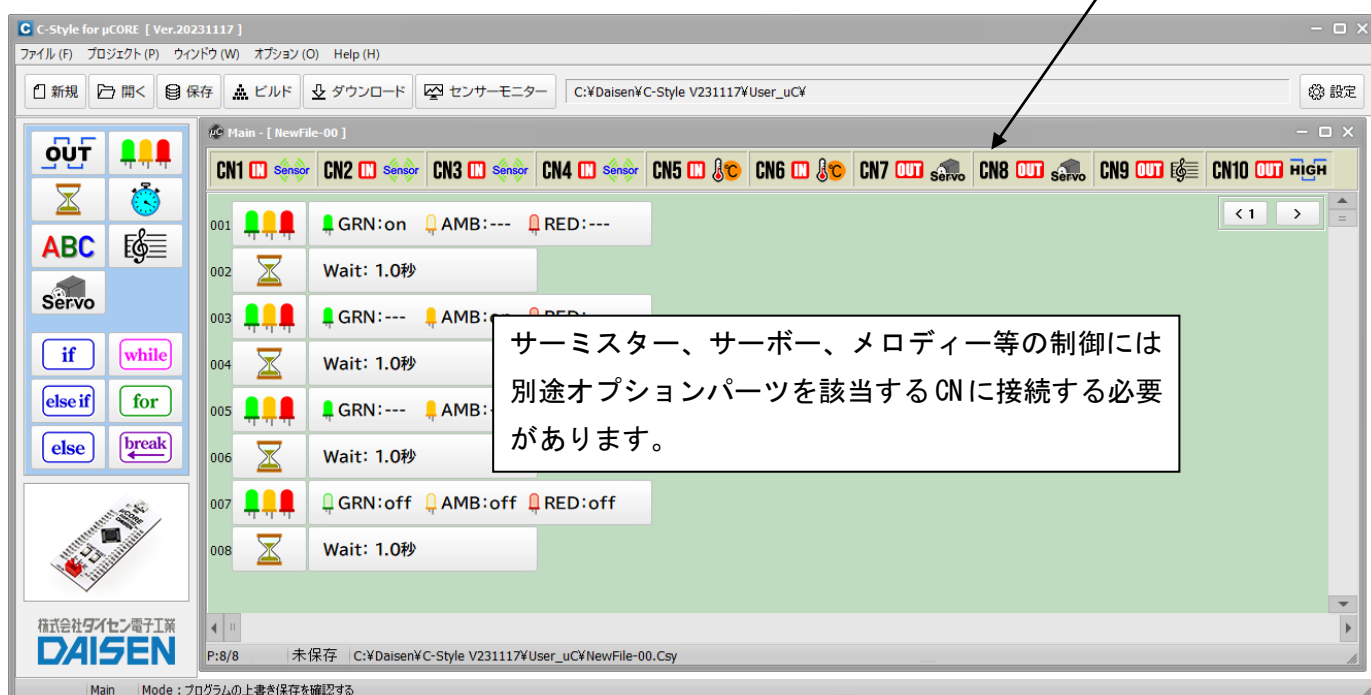 C-Style for µCORE [ Ver.20231117 ]
ファイル(F) プロジェクト(P) ウィンドウ(W) オプション(O) Help(H)
新規 開く 保存 ビルド ダウンロード センサーモニター C:¥Daisen¥C-Style V231117¥User_uC¥ 設定
OUT
ABC
Servo
if while
else if for
else break
µCORE
DAISEN
株式会社ダイセン電子工業
DAISEN
µC Main - [ NewFile-00 ]
CN1 IN Sensor CN2 IN Sensor CN3 IN Sensor CN4 IN Sensor CN5 IN ℃ CN6 IN ℃ CN7 OUT Servo CN8 OUT Servo CN9 OUT CN10 OUT HIGH
< 1 >
001 GRN:on AMB:--- RED:---
002 Wait: 1.0秒
003 GRN:--- AMB:on RED:---
004 Wait: 1.0秒
005 GRN:--- AMB:
006 Wait: 1.0秒
007 GRN:off AMB:off RED:off
008 Wait: 1.0秒
サーミスター、サーボー、メロディー等の制御には
別途オプションパーツを該当するCNに接続する必要
があります。
P:8/8 未保存 C:¥Daisen¥C-Style V231117¥User_uC¥NewFile-00.Csy
Main Mode:プログラムの上書き保存を確認する